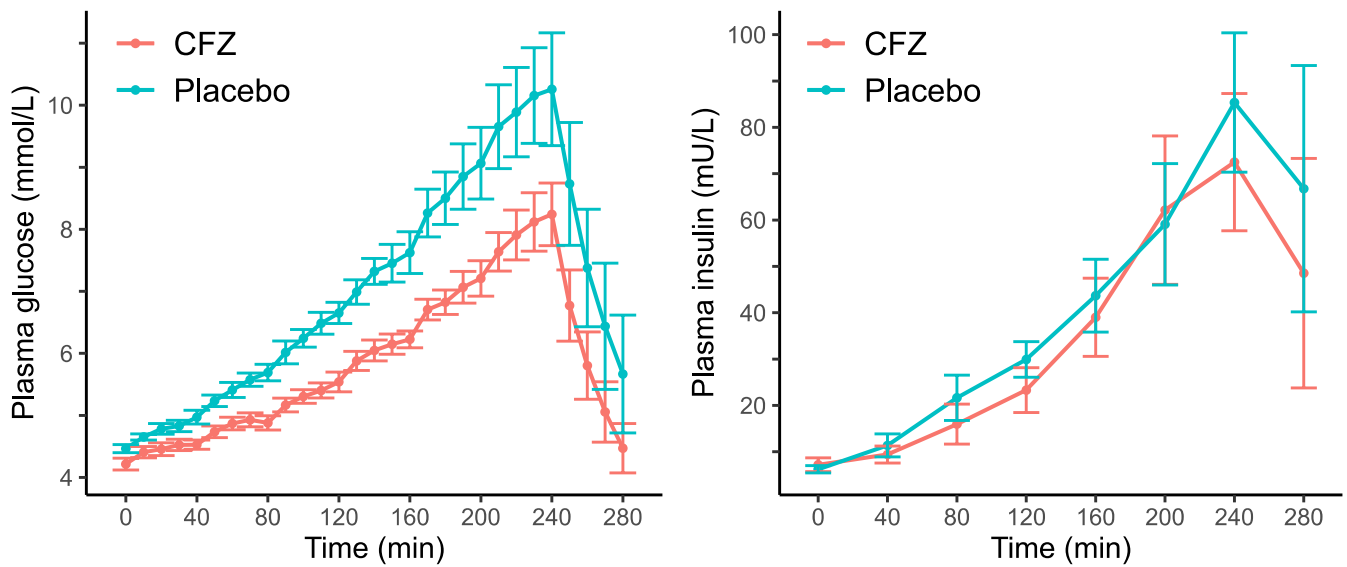 Plasma glucose (mmol/L)
CFZ
Placebo
10
8
6
4
0 40 80 120 160 200 240 280
Time (min)
Plasma insulin (mU/L)
CFZ
Placebo
100
80
60
40
20
0 40 80 120 160 200 240 280
Time (min)